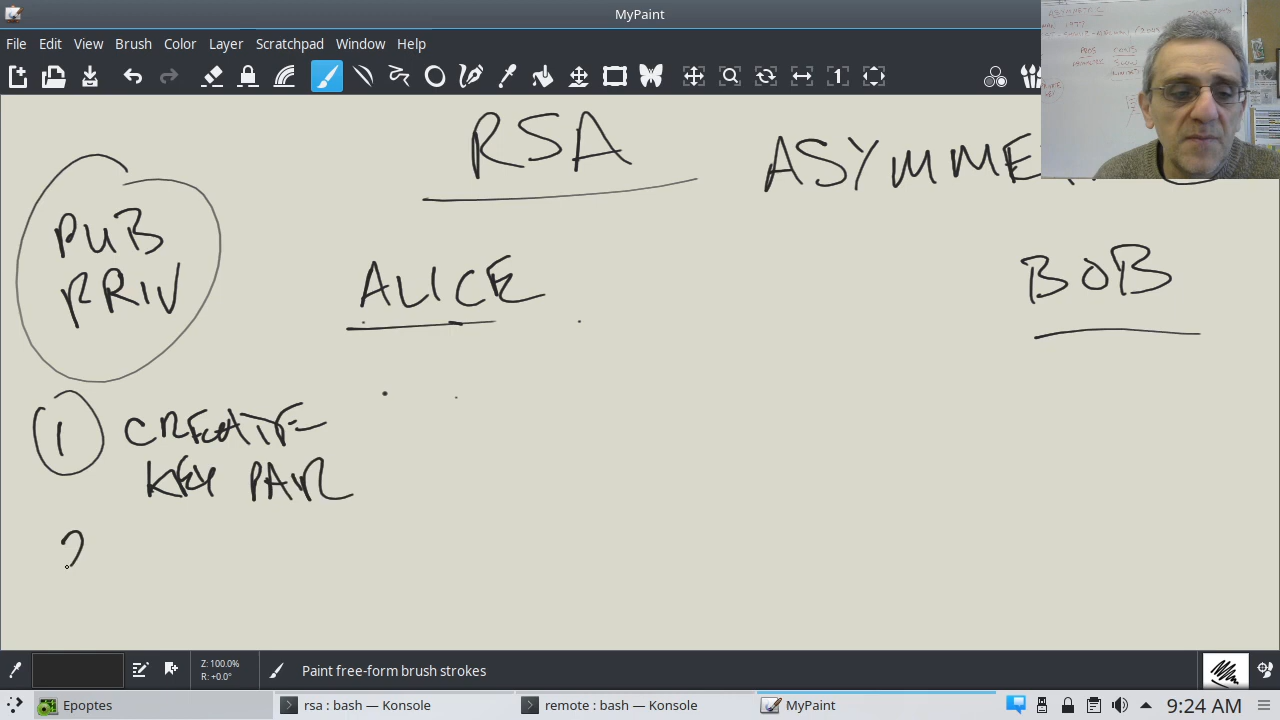 MyPaint
File Edit View Brush Color Layer Scratchpad Window Help
RSA
ASYMME
PUB
PRIV
ALICE
BOB
1 CREATE
KEY PAIR
2
Z: 100.0%
R: +0.0°
Paint free-form brush strokes
Epoptes
rsa : bash — Konsole
remote : bash — Konsole
MyPaint
9:24 AM